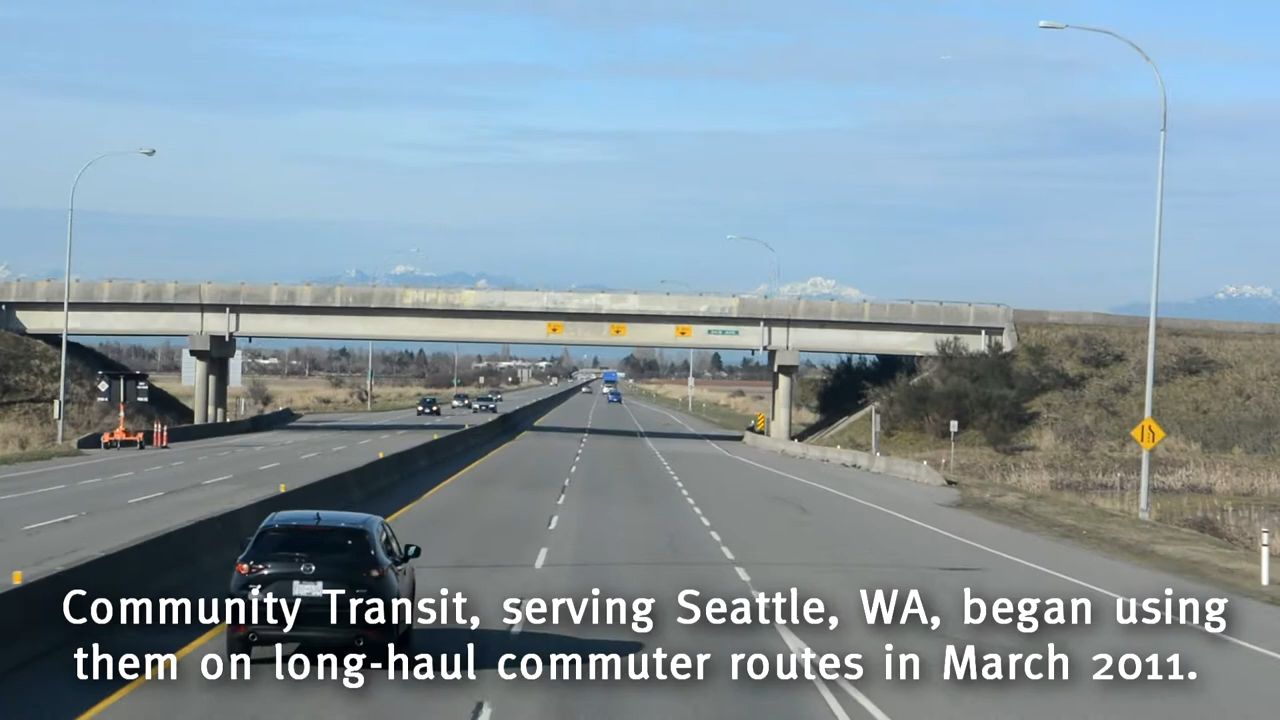 Community Transit, serving Seattle, WA, began using
them on long-haul commuter routes in March 2011.